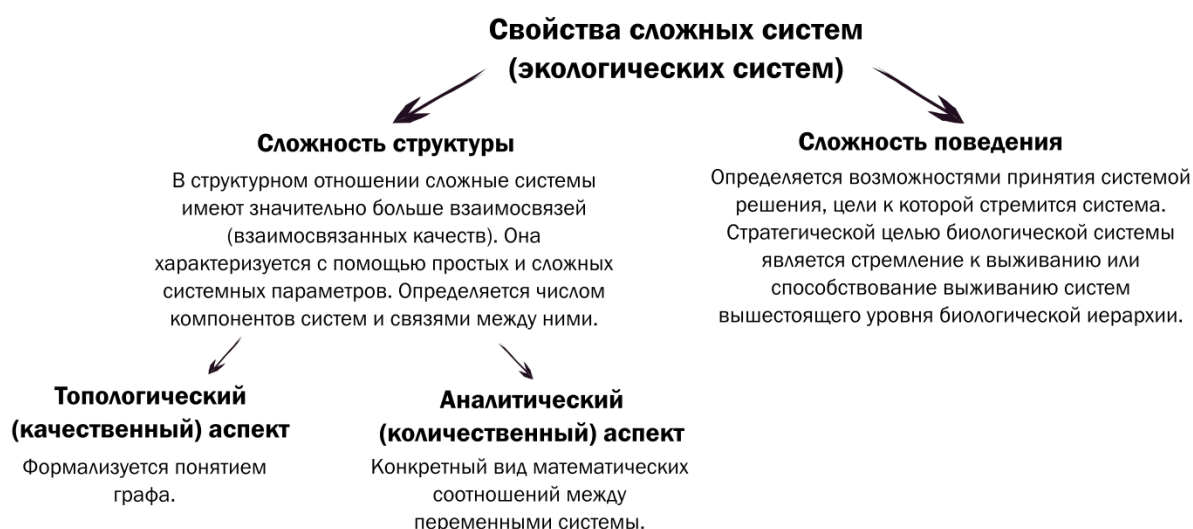 Свойства сложных систем
(экологических систем)
Сложность структуры
В структурном отношении сложные системы
имеют значительно больше взаимосвязей
(взаимосвязанных качеств). Она
характеризуется с помощью простых и сложных
системных параметров. Определяется числом
компонентов систем и связями между ними.
Сложность поведения
Определяется возможностями принятия системой
решения, цели к которой стремится система.
Стратегической целью биологической системы
является стремление к выживанию или
способствование выживанию систем
вышестоящего уровня биологической иерархии.
Топологический
(качественный) аспект
Формализуется понятием
графа.
Аналитический
(количественный) аспект
Конкретный вид математических
соотношений между
переменными системы.